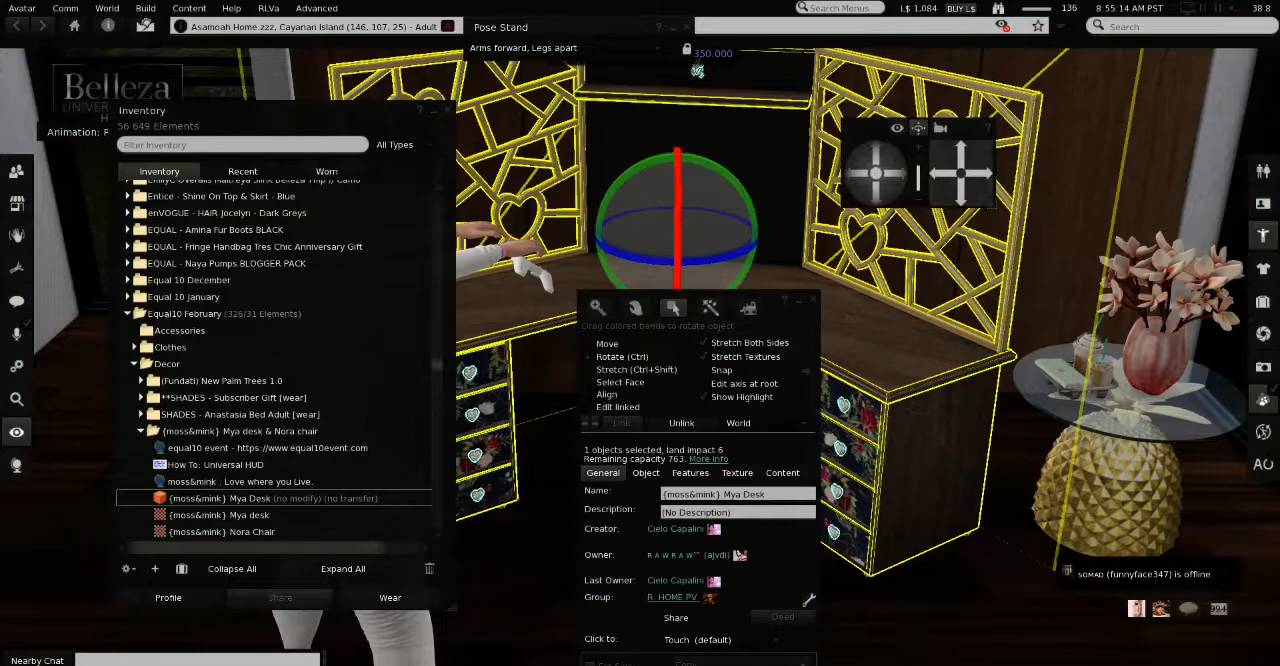 Avatar Comm World Build Content Help RLVa Advanced
Search Menus
L$ 1,084 BUY L$
136
8:55:14 AM PST
38.8
Asamoah Home.zzz, Cayanan Island (146, 107, 25) - Adult
Search
Pose Stand
Arms forward, Legs apart
350.000
Belleza
Animation: P
Inventory
56 649 Elements
Filter Inventory
All Types
Inventory Recent Worn
Entice - Shine On Top & Skirt - Blue
enVOGUE - HAIR Jocelyn - Dark Greys
EQUAL - Amina Fur Boots BLACK
EQUAL - Fringe Handbag Tres Chic Anniversary Gift
EQUAL - Naya Pumps BLOGGER PACK
Equal 10 December
Equal 10 January
Equal10 February (326/31 Elements)
Accessories
Clothes
Decor
(Fundati) New Palm Trees 1.0
**SHADES - Subscriber Gift [wear]
SHADES - Anastasia Bed Adult [wear]
{moss&mink} Mya desk & Nora chair
equal10 event - https://www.equal10event.com
How To: Universal HUD
moss&mink . Love where you Live.
{moss&mink} Mya Desk (no modify) (no transfer)
{moss&mink} Mya desk
{moss&mink} Nora Chair
Collapse All
Expand All
Profile
Share
Wear
Nearby Chat
Drag colored bands to rotate object
Move
Rotate (Ctrl)
Stretch (Ctrl+Shift)
Select Face
Align
Edit linked
Stretch Both Sides
Stretch Textures
Snap
Edit axis at root
Show Highlight
Link
Unlink
World
1 objects selected, land impact 6
Remaining capacity 763. More info
General Object Features Texture Content
Name: {moss&mink} Mya Desk
Description: (No Description)
Creator: Cielo Capalini
Owner: R A W R A W™ (ajvdi)
Last Owner: Cielo Capalini
Group: R. HOME PV
Share
Deed
Click to: Touch (default)
Copy
AO
SOMAD (funnyface347) is offline
994